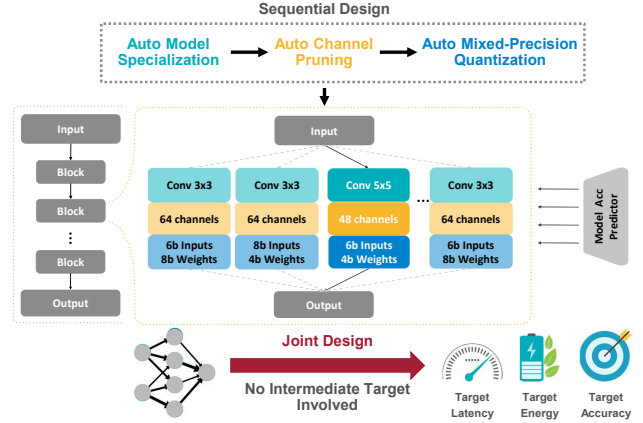 Sequential Design
Auto Model
Specialization
Auto Channel
Pruning
Auto Mixed-Precision
Quantization
Input
Block
Block
Block
Output
Input
Conv 3x3
64 channels
6b Inputs
8b Weights
Conv 3x3
64 channels
8b Inputs
4b Weights
Conv 5x5
48 channels
6b Inputs
4b Weights
...
Conv 3x3
64 channels
6b Inputs
8b Weights
Output
Model Acc
Predictor
Joint Design
No Intermediate Target
Involved
Target
Latency
Target
Energy
Target
Accuracy